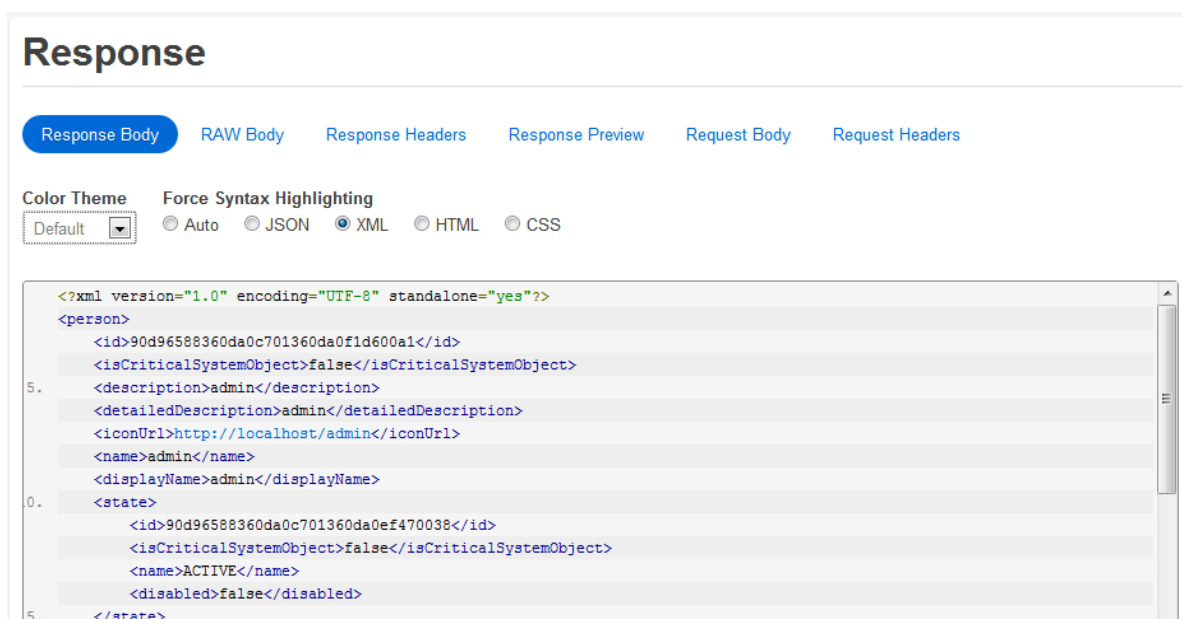 Response
Response Body RAW Body Response Headers Response Preview Request Body Request Headers
Color Theme Force Syntax Highlighting
Default Auto JSON XML HTML CSS
<?xml version="1.0" encoding="UTF-8" standalone="yes"?>
<person>
<id>90d96588360da0c701360da0f1d600a1</id>
<isCriticalSystemObject>false</isCriticalSystemObject>
5. <description>admin</description>
<detailedDescription>admin</detailedDescription>
<iconUrl>http://localhost/admin</iconUrl>
<name>admin</name>
<displayName>admin</displayName>
0. <state>
<id>90d96588360da0c701360da0ef470038</id>
<isCriticalSystemObject>false</isCriticalSystemObject>
<name>ACTIVE</name>
<disabled>false</disabled>
5. </state>